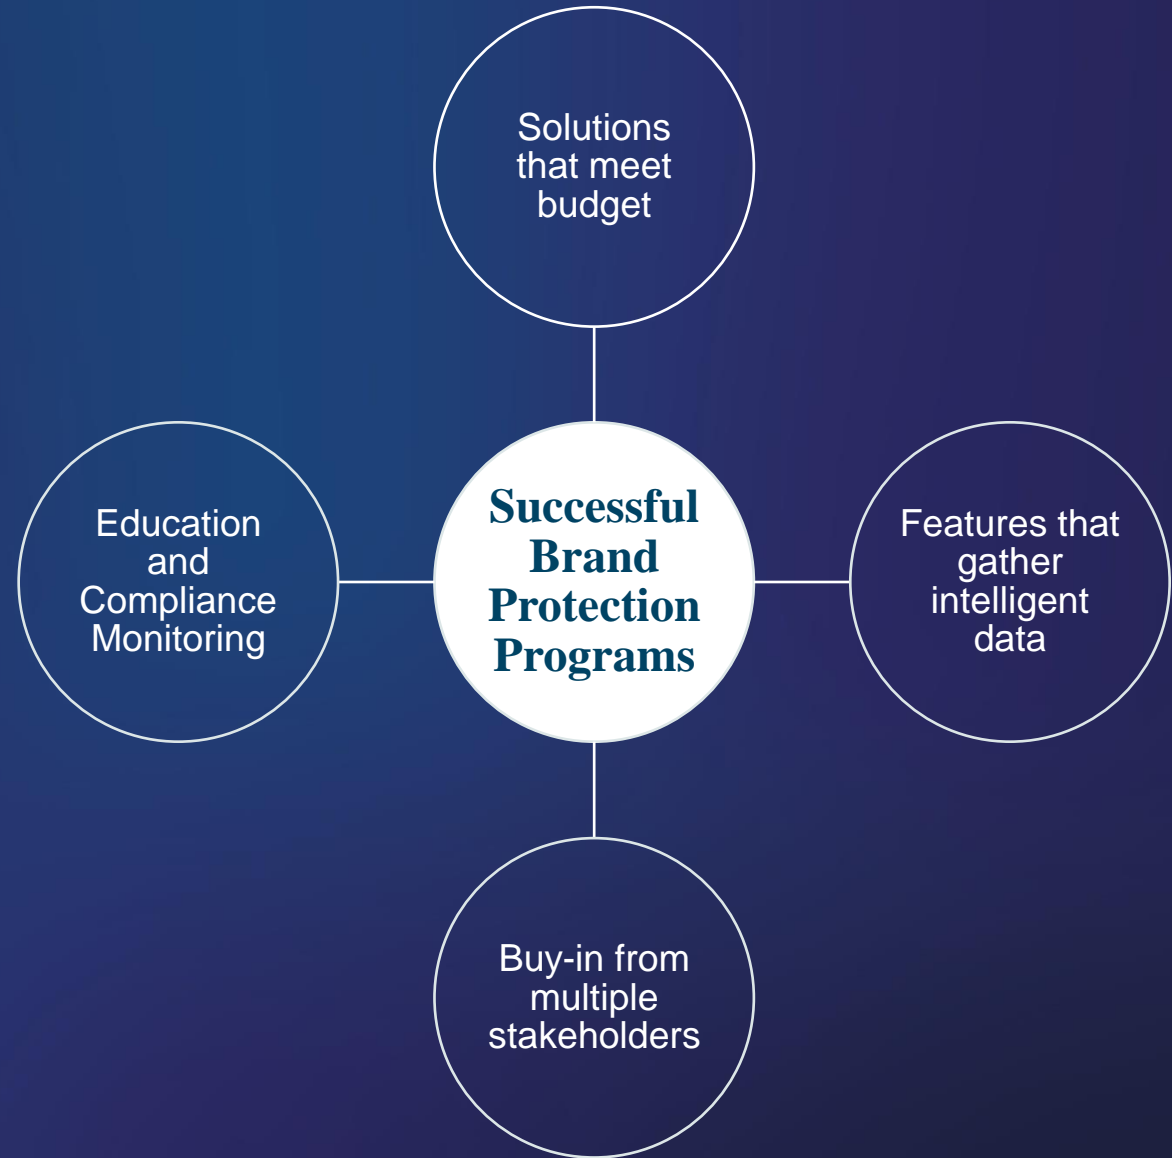 Solutions
that meet
budget
Education
and
Compliance
Monitoring
Successful
Brand
Protection
Programs
Features that
gather
intelligent
data
Buy-in from
multiple
stakeholders